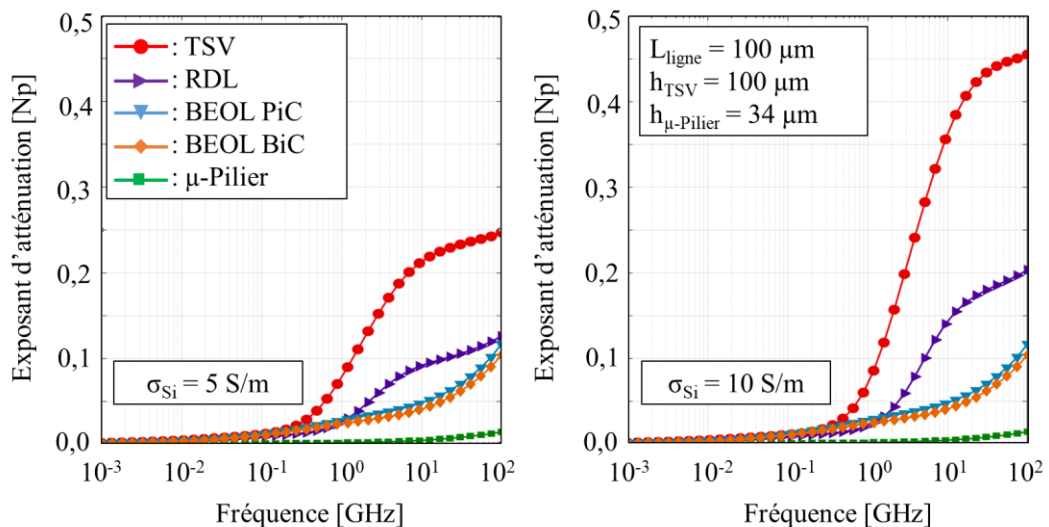 Exposant d'atténuation [Np]
0,5
0,4
0,3
0,2
0,1
0,0
: TSV
: RDL
: BEOL PiC
: BEOL BiC
: µ-Pilier
σSi = 5 S/m
10-3 10-2 10-1 100 101 102
Fréquence [GHz]
Exposant d'atténuation [Np]
0,5
0,4
0,3
0,2
0,1
0,0
Lligne = 100 µm
hTSV = 100 µm
hµ-Pilier = 34 µm
σSi = 10 S/m
10-3 10-2 10-1 100 101 102
Fréquence [GHz]